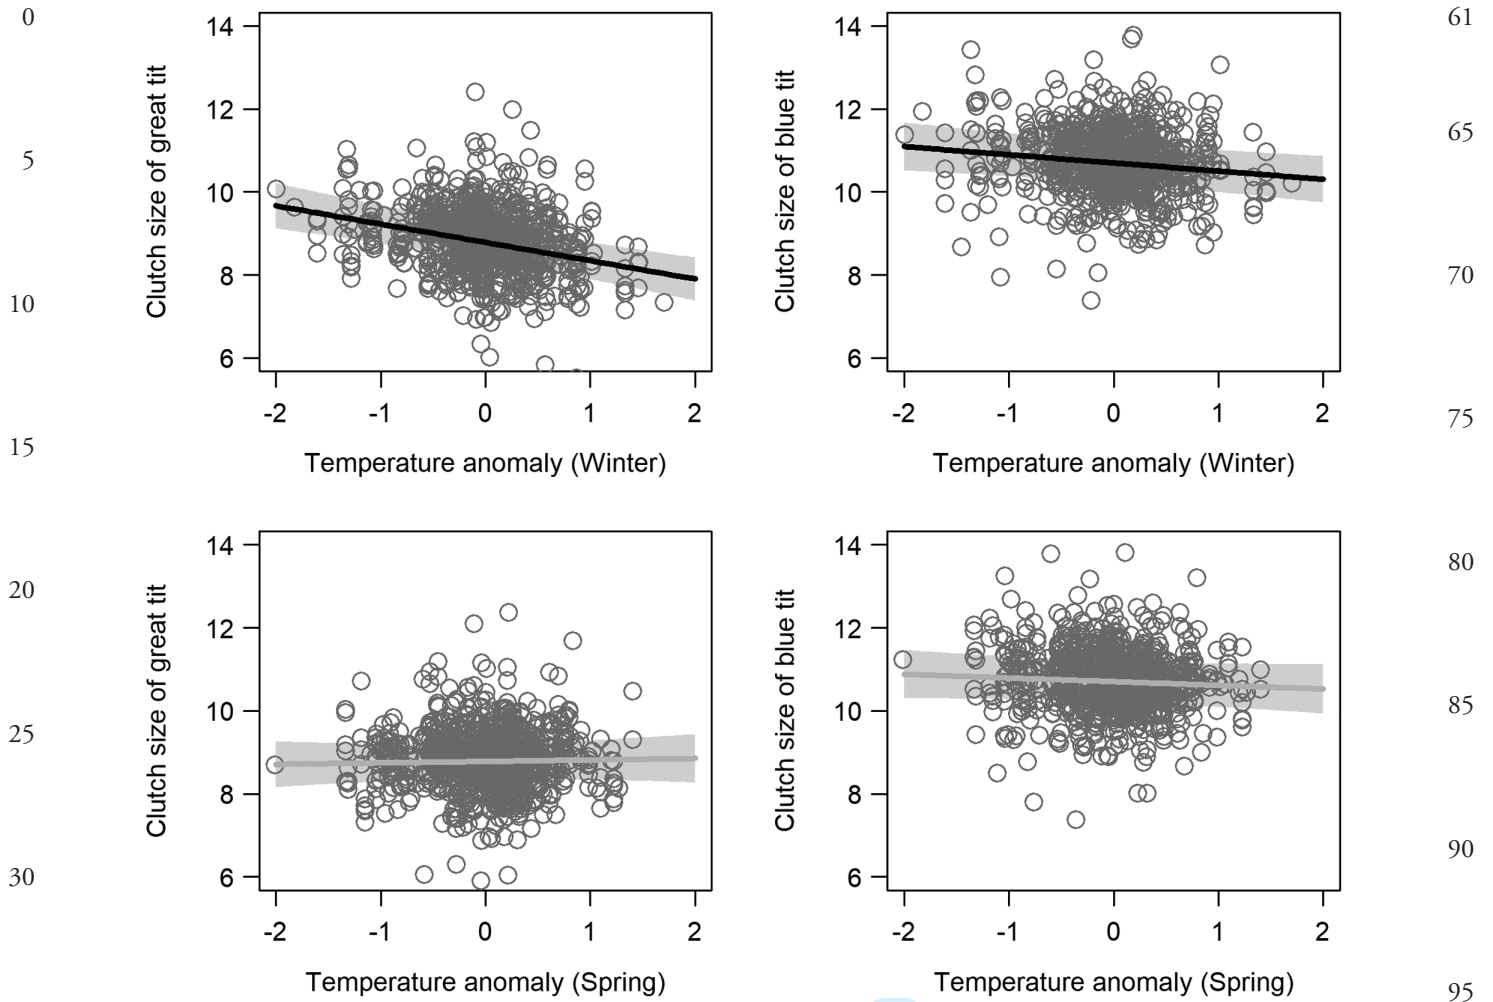 0
5
10
15
20
25
30
14
12
10
8
6
Clutch size of great tit
-2 -1 0 1 2
Temperature anomaly (Winter)
14
12
10
8
6
Clutch size of blue tit
-2 -1 0 1 2
Temperature anomaly (Winter)
14
12
10
8
6
Clutch size of great tit
-2 -1 0 1 2
Temperature anomaly (Spring)
14
12
10
8
6
Clutch size of blue tit
-2 -1 0 1 2
Temperature anomaly (Spring)
61
65
70
75
80
85
90
95